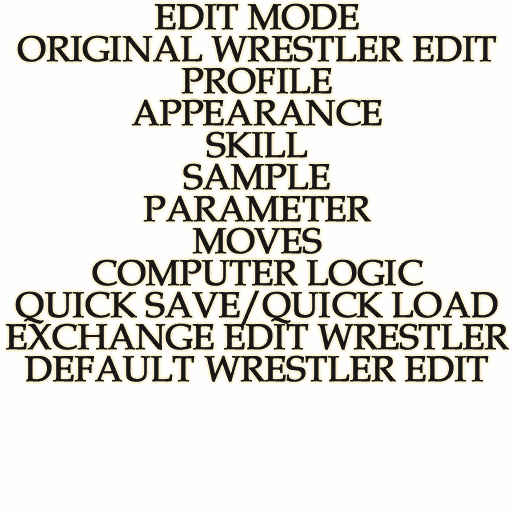 EDIT MODE
ORIGINAL WRESTLER EDIT
PROFILE
APPEARANCE
SKILL
SAMPLE
PARAMETER
MOVES
COMPUTER LOGIC
QUICK SAVE/QUICK LOAD
EXCHANGE EDIT WRESTLER
DEFAULT WRESTLER EDIT